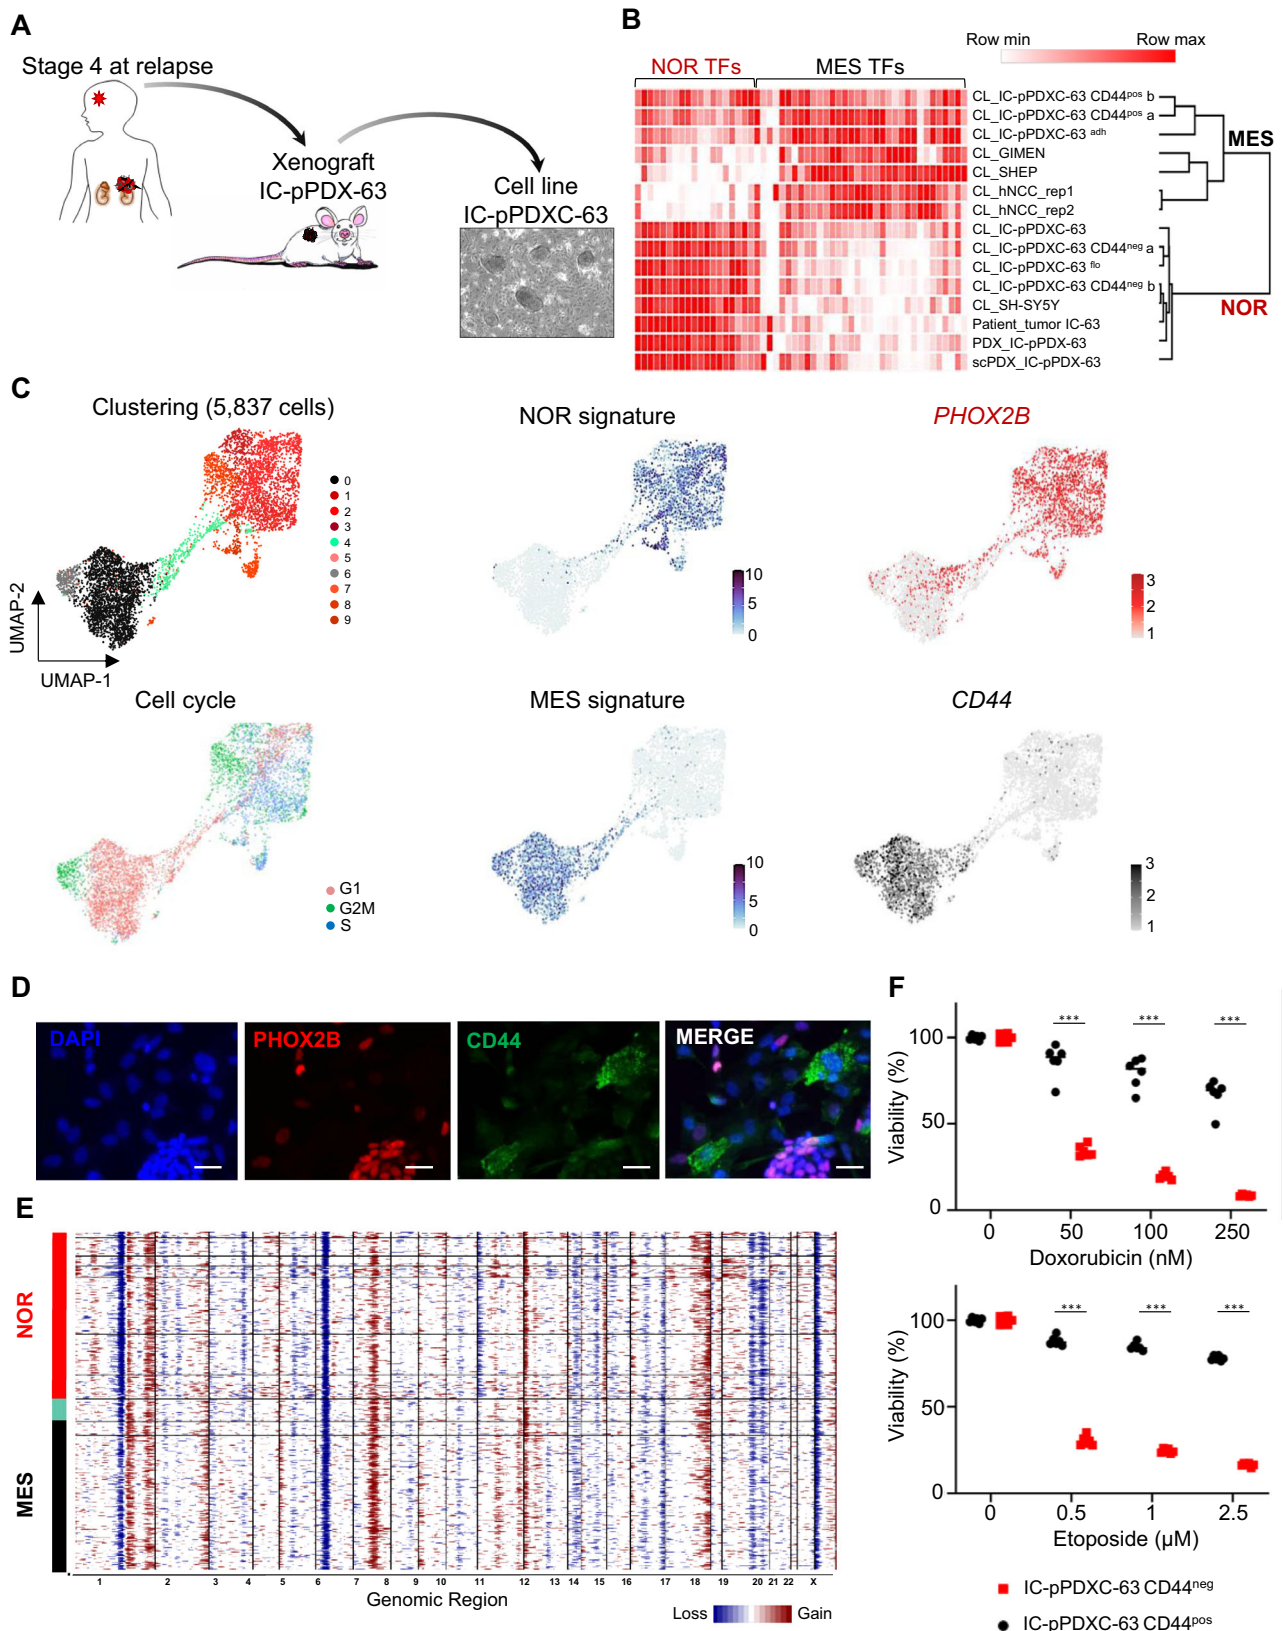 A
Stage 4 at relapse
Xenograft
IC-pPDX-63
Cell line
IC-pPDXC-63
B
Row min
Row max
NOR TFs
MES TFs
CL_IC-pPDXC-63 CD44pos b
CL_IC-pPDXC-63 CD44pos a
CL_IC-pPDXC-63 adh
CL_GIMEN
CL_SHEP
CL_hNCC_rep1
CL_hNCC_rep2
CL_IC-pPDXC-63
CL_IC-pPDXC-63 CD44neg a
CL_IC-pPDXC-63 flo
CL_IC-pPDXC-63 CD44neg b
CL_SH-SY5Y
Patient_tumor IC-63
PDX_IC-pPDX-63
scPDX_IC-pPDX-63
MES
NOR
C
Clustering (5,837 cells)
0
1
2
3
4
5
6
7
8
9
UMAP-2
UMAP-1
NOR signature
10
5
0
PHOX2B
3
2
1
Cell cycle
G1
G2M
S
MES signature
10
5
0
CD44
3
2
1
D
DAPI
PHOX2B
CD44
MERGE
E
NOR
MES
1 2 3 4 5 6 7 8 9 10 11 12 13 14 15 16 17 18 19 20 21 22 X
Genomic Region
Loss
Gain
F
Viability (%)
100
50
0
*** *** ***
0 50 100 250
Doxorubicin (nM)
Viability (%)
100
50
0
*** *** ***
0 0.5 1 2.5
Etoposide (µM)
IC-pPDXC-63 CD44neg
IC-pPDXC-63 CD44pos